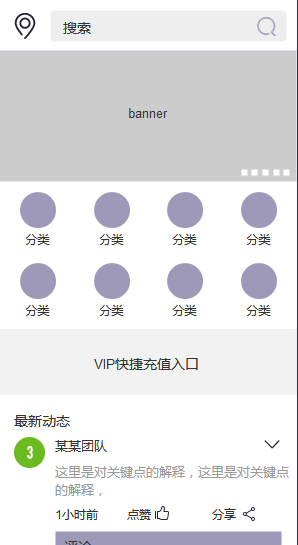 搜索
banner
分类 分类 分类 分类
分类 分类 分类 分类
VIP快捷充值入口
最新动态
3 某某团队
这里是对关键点的解释，这里是对关键点
的解释，
1小时前 点赞 分享
评论